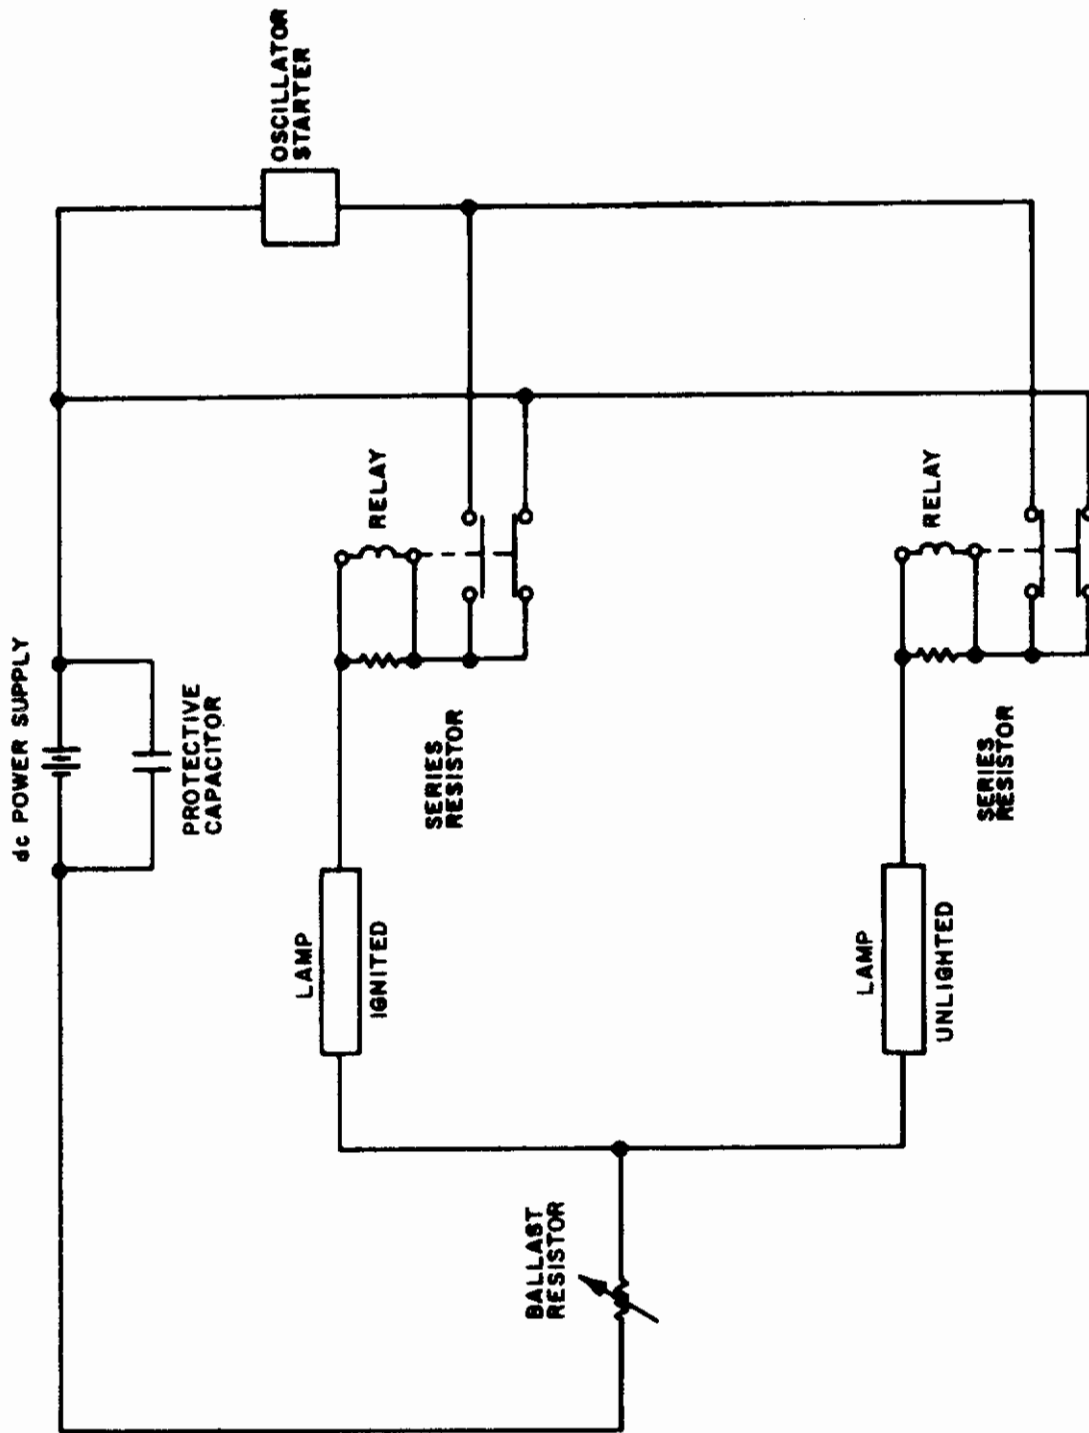 dc POWER SUPPLY
PROTECTIVE
CAPACITOR
OSCILLATOR
STARTER
LAMP
IGNITED
SERIES
RESISTOR
RELAY
BALLAST
RESISTOR
LAMP
UNLIGHTED
SERIES
RESISTOR
RELAY